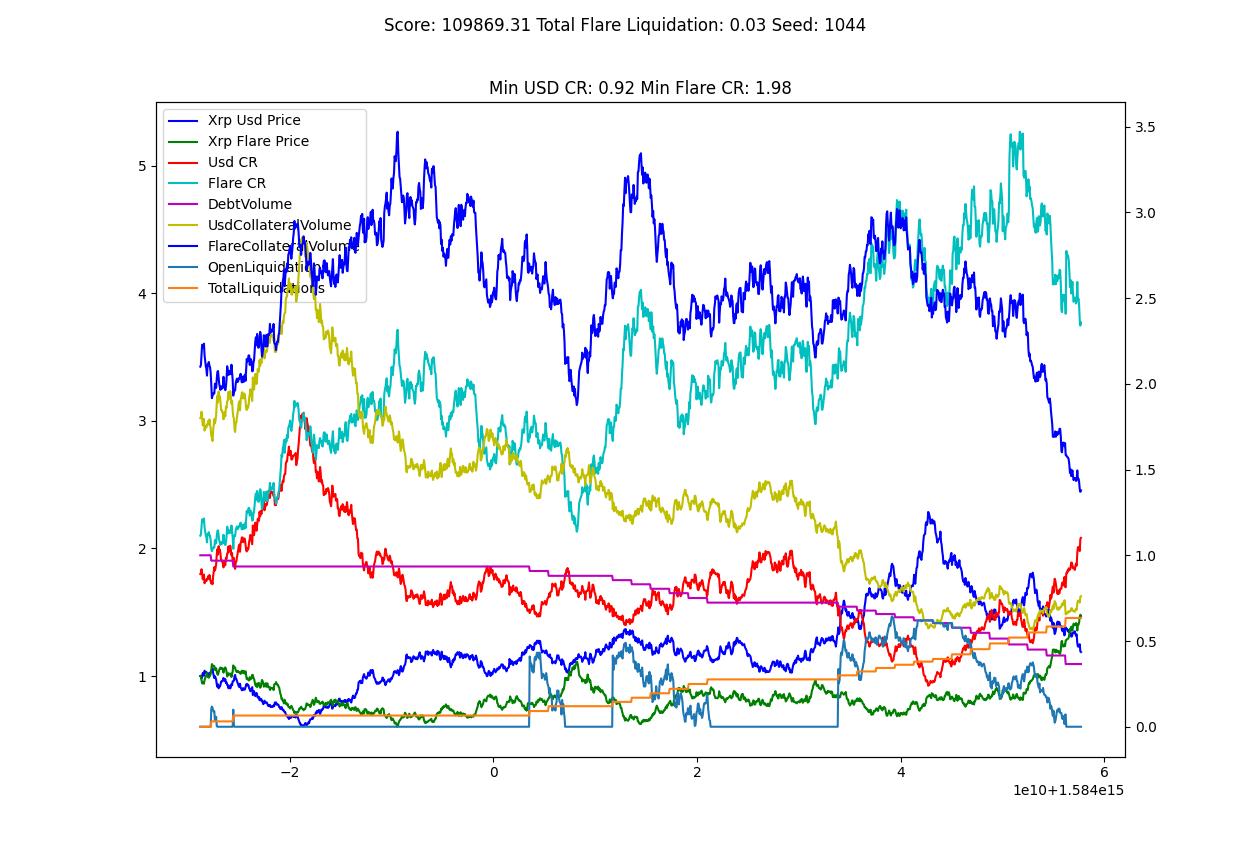 Score: 109869.31 Total Flare Liquidation: 0.03 Seed: 1044
Min USD CR: 0.92 Min Flare CR: 1.98
Xrp Usd Price
Xrp Flare Price
Usd CR
Flare CR
DebtVolume
UsdCollateralVolume
FlareCollateralVolume
OpenLiquidations
TotalLiquidations
5
4
3
2
1
3.5
3.0
2.5
2.0
1.5
1.0
0.5
0.0
−2 0 2 4 6
1e10+1.584e15